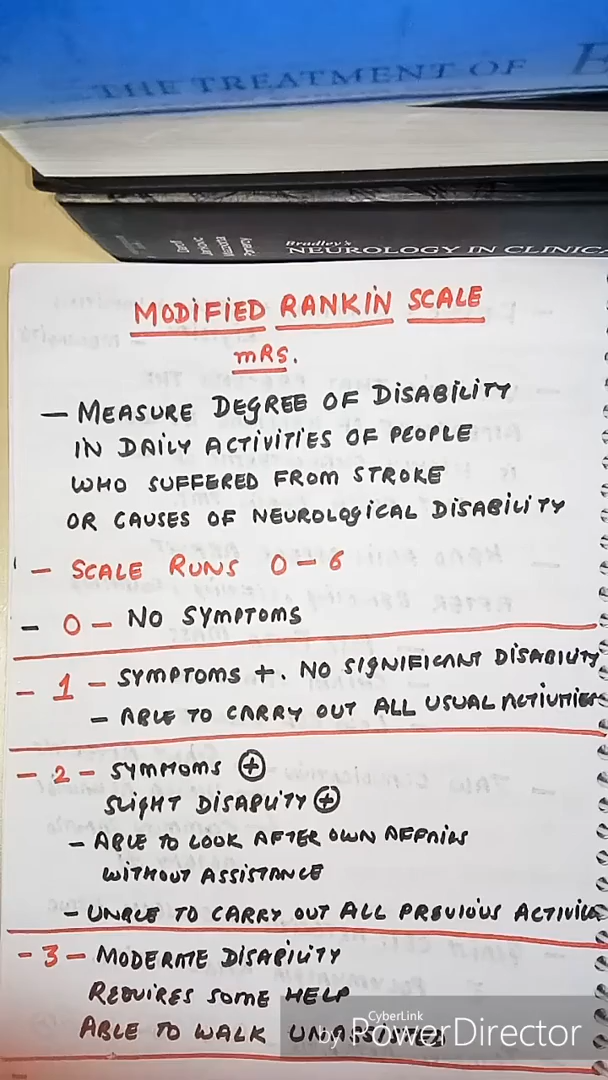 THE TREATMENT OF E
Bradley's
NEUROLOGY IN CLINICA
MODIFIED RANKIN SCALE
mRS.
— MEASURE DEGREE OF DISABILITY
IN DAILY ACTIVITIES OF PEOPLE
WHO SUFFERED FROM STROKE
OR CAUSES OF NEUROLOGICAL DISABILITY
— SCALE RUNS 0 – 6
– 0 – NO SYMPTOMS
– 1 – SYMPTOMS +. NO SIGNIFICANT DISABILITY
– ABLE TO CARRY OUT ALL USUAL ACTIVITIES
– 2 – SYMPTOMS ⊕
SLIGHT DISABILITY ⊕
– ABLE TO LOOK AFTER OWN AFFAIRS
WITHOUT ASSISTANCE
– UNABLE TO CARRY OUT ALL PREVIOUS ACTIVITI
– 3 – MODERATE DISABILITY
REQUIRES SOME HELP
ABLE TO WALK UNASSISTED
CyberLink
by PowerDirector